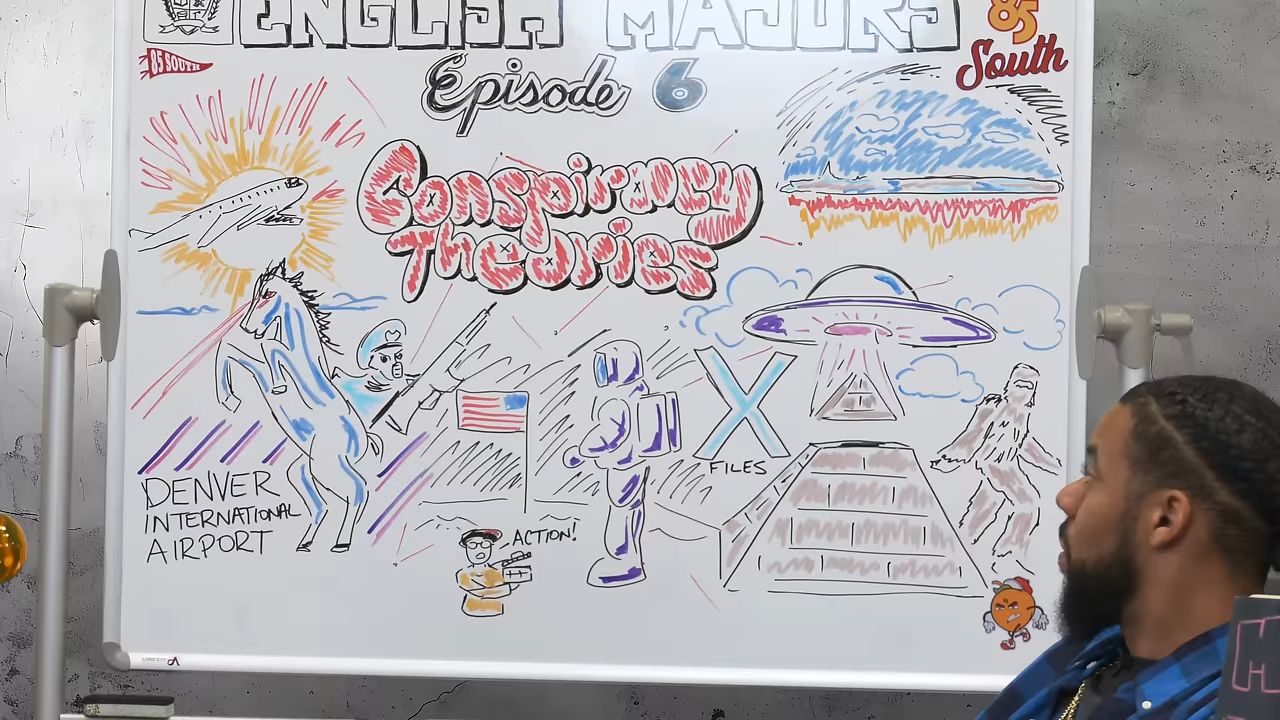 ENGLISH MAJORS
85 SOUTH
85
South
Episode 6
Conspiracy
Theories
X
FILES
DENVER
INTERNATIONAL
AIRPORT
ACTION!